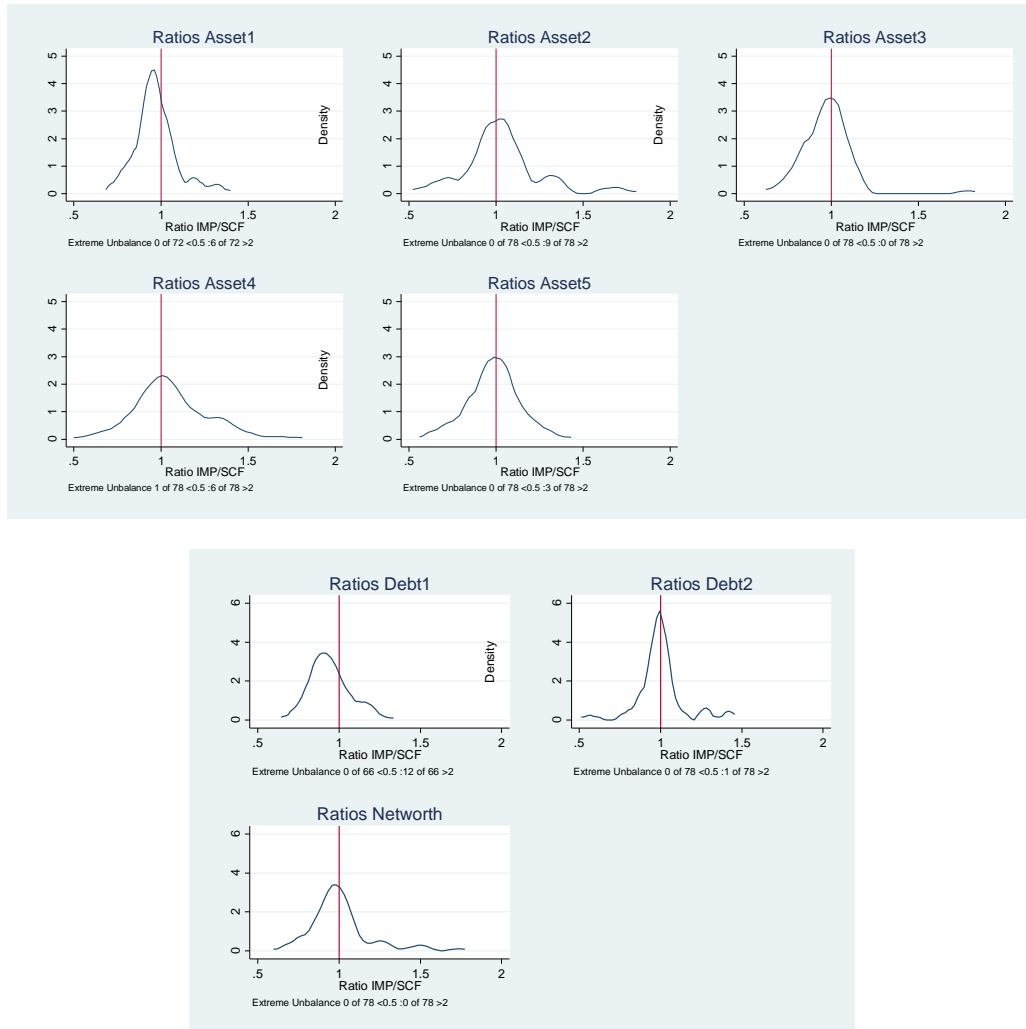 Ratios Asset1
5
4
3
2
1
0
Density
.5 1 1.5 2
Ratio IMP/SCF
Extreme Unbalance 0 of 72 <0.5 :6 of 72 >2
Ratios Asset2
5
4
3
2
1
0
Density
.5 1 1.5 2
Ratio IMP/SCF
Extreme Unbalance 0 of 78 <0.5 :9 of 78 >2
Ratios Asset3
5
4
3
2
1
0
.5 1 1.5 2
Ratio IMP/SCF
Extreme Unbalance 0 of 78 <0.5 :0 of 78 >2
Ratios Asset4
5
4
3
2
1
0
Density
.5 1 1.5 2
Ratio IMP/SCF
Extreme Unbalance 1 of 78 <0.5 :6 of 78 >2
Ratios Asset5
5
4
3
2
1
0
.5 1 1.5 2
Ratio IMP/SCF
Extreme Unbalance 0 of 78 <0.5 :3 of 78 >2
Ratios Debt1
6
4
2
0
Density
.5 1 1.5 2
Ratio IMP/SCF
Extreme Unbalance 0 of 66 <0.5 :12 of 66 >2
Ratios Debt2
6
4
2
0
.5 1 1.5 2
Ratio IMP/SCF
Extreme Unbalance 0 of 78 <0.5 :1 of 78 >2
Ratios Networth
6
4
2
0
.5 1 1.5 2
Ratio IMP/SCF
Extreme Unbalance 0 of 78 <0.5 :0 of 78 >2